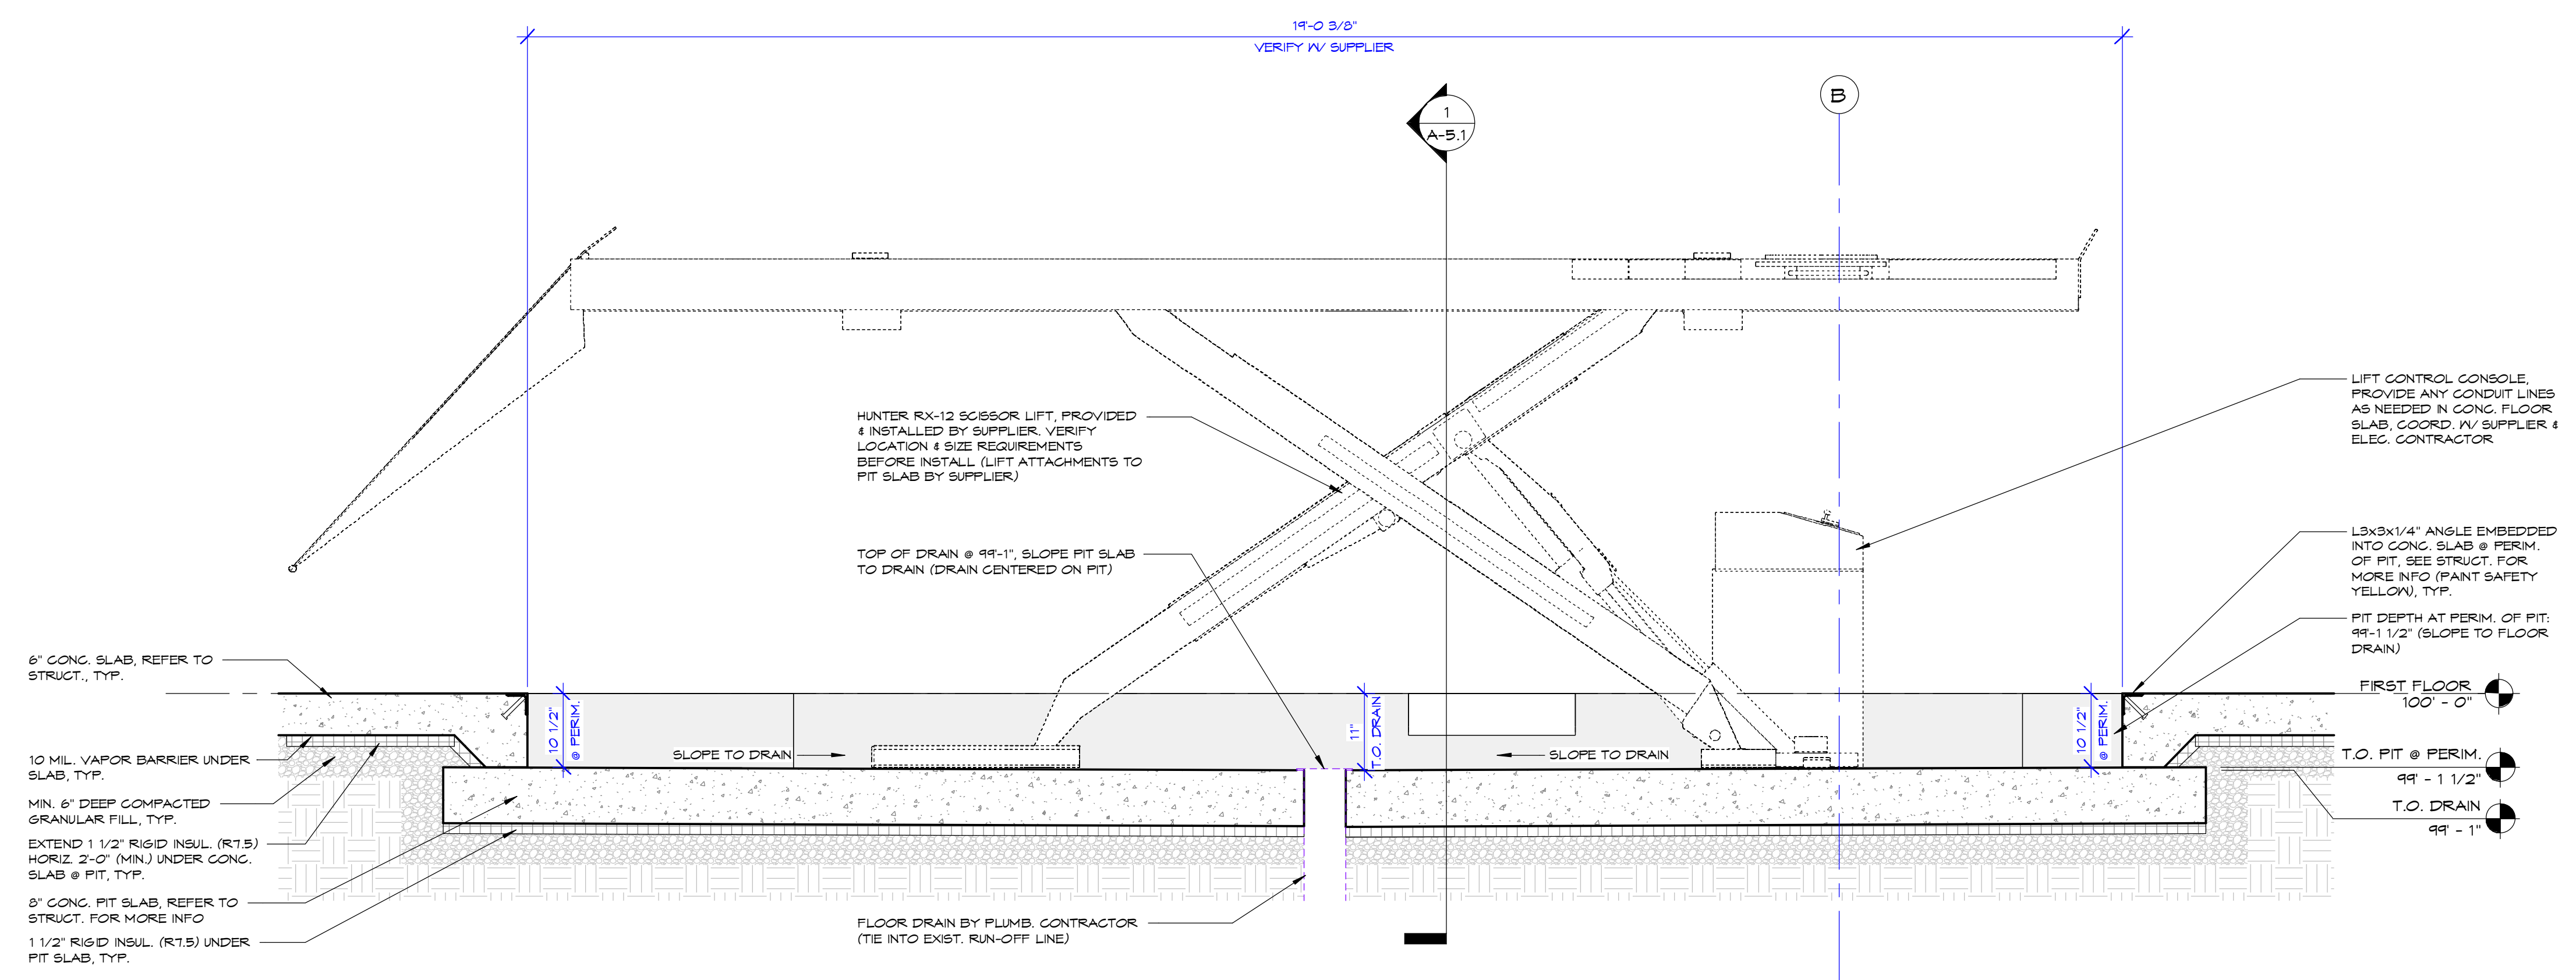 19'-0 3/8"
VERIFY W/ SUPPLIER
1
A-5.1
B
HUNTER RX-12 SCISSOR LIFT, PROVIDED
& INSTALLED BY SUPPLIER. VERIFY
LOCATION & SIZE REQUIREMENTS
BEFORE INSTALL (LIFT ATTACHMENTS TO
PIT SLAB BY SUPPLIER)
TOP OF DRAIN @ 99'-1", SLOPE PIT SLAB
TO DRAIN (DRAIN CENTERED ON PIT)
LIFT CONTROL CONSOLE,
PROVIDE ANY CONDUIT LINES
AS NEEDED IN CONC. FLOOR
SLAB, COORD. W/ SUPPLIER &
ELEC. CONTRACTOR
L3x3x1/4" ANGLE EMBEDDED
INTO CONC. SLAB @ PERIM.
OF PIT, SEE STRUCT. FOR
MORE INFO (PAINT SAFETY
YELLOW), TYP.
PIT DEPTH AT PERIM. OF PIT:
99'-1 1/2" (SLOPE TO FLOOR
DRAIN)
FIRST FLOOR
100' - 0"
T.O. PIT @ PERIM.
99' - 1 1/2"
T.O. DRAIN
99' - 1"
6" CONC. SLAB, REFER TO
STRUCT., TYP.
10 MIL. VAPOR BARRIER UNDER
SLAB, TYP.
MIN. 6" DEEP COMPACTED
GRANULAR FILL, TYP.
EXTEND 1 1/2" RIGID INSUL. (R7.5)
HORIZ. 2'-0" (MIN.) UNDER CONC.
SLAB @ PIT, TYP.
8" CONC. PIT SLAB, REFER TO
STRUCT. FOR MORE INFO
1 1/2" RIGID INSUL. (R7.5) UNDER
PIT SLAB, TYP.
10 1/2"
@ PERIM.
SLOPE TO DRAIN
11"
T.O. DRAIN
SLOPE TO DRAIN
10 1/2"
@ PERIM.
FLOOR DRAIN BY PLUMB. CONTRACTOR
(TIE INTO EXIST. RUN-OFF LINE)